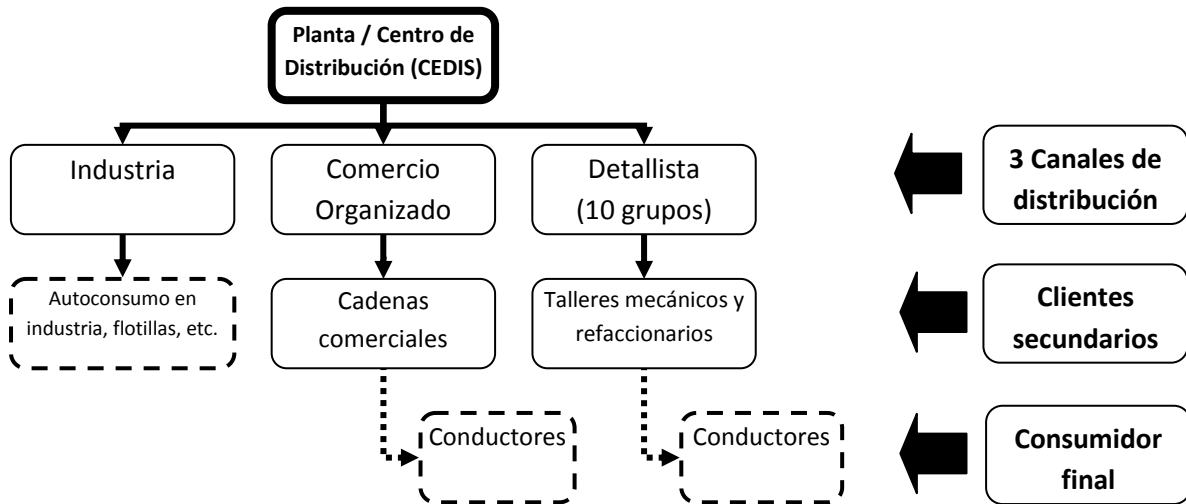 Planta / Centro de
Distribución (CEDIS)
Industria
Comercio
Organizado
Detallista
(10 grupos)
3 Canales de
distribución
Autoconsumo en
industria, flotillas, etc.
Cadenas
comerciales
Talleres mecánicos y
refaccionarios
Clientes
secundarios
Conductores
Conductores
Consumidor
final